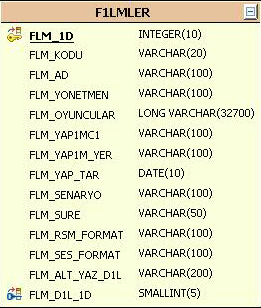 F1LMLER
FLM_1D INTEGER(10)
FLM_KODU VARCHAR(20)
FLM_AD VARCHAR(100)
FLM_YONETMEN VARCHAR(100)
FLM_OYUNCULAR LONG VARCHAR(32700)
FLM_YAP1MC1 VARCHAR(100)
FLM_YAP1M_YER VARCHAR(100)
FLM_YAP_TAR DATE(10)
FLM_SENARYO VARCHAR(100)
FLM_SURE VARCHAR(50)
FLM_RSM_FORMAT VARCHAR(100)
FLM_SES_FORMAT VARCHAR(100)
FLM_ALT_YAZ_D1L VARCHAR(200)
FLM_D1L_1D SMALLINT(5)